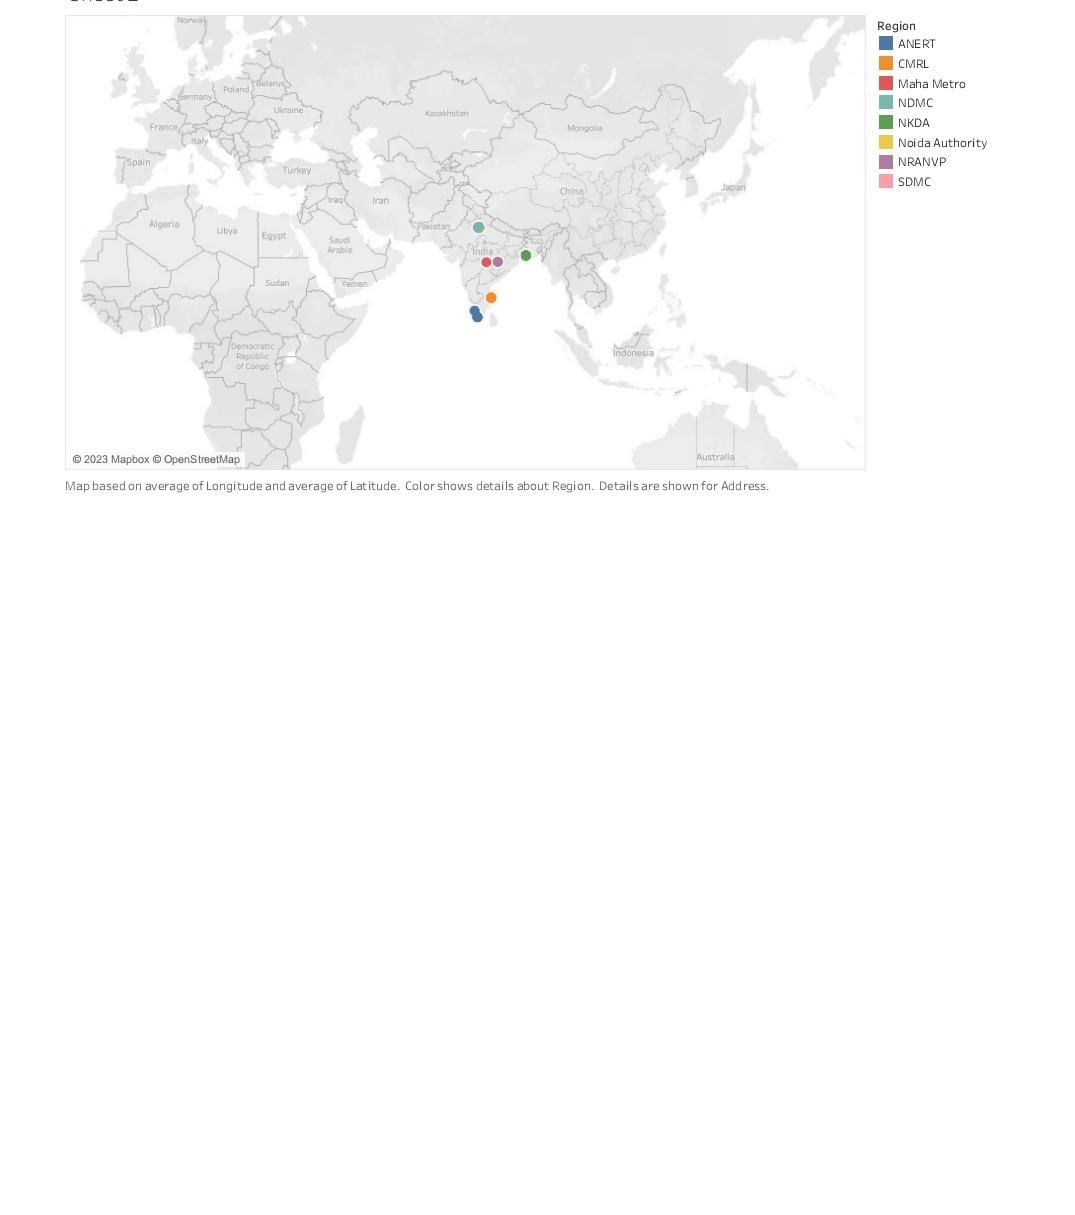 Norway
Region
ANERT
CMRL
Maha Metro
NDMC
NKDA
Noida Authority
NRANVP
SDMC
Belarus
Poland
Germany
Ukraine
Kazakhstan
France
Mongolia
Italy
Spain
Turkey
China
Japan
Iraq
Iran
Algeria
Libya
Egypt
Pakistan
Saudi
Arabia
India
Sudan
Yemen
Democratic
Republic
of Congo
Indonesia
Australia
© 2023 Mapbox © OpenStreetMap
Map based on average of Longitude and average of Latitude. Color shows details about Region. Details are shown for Address.